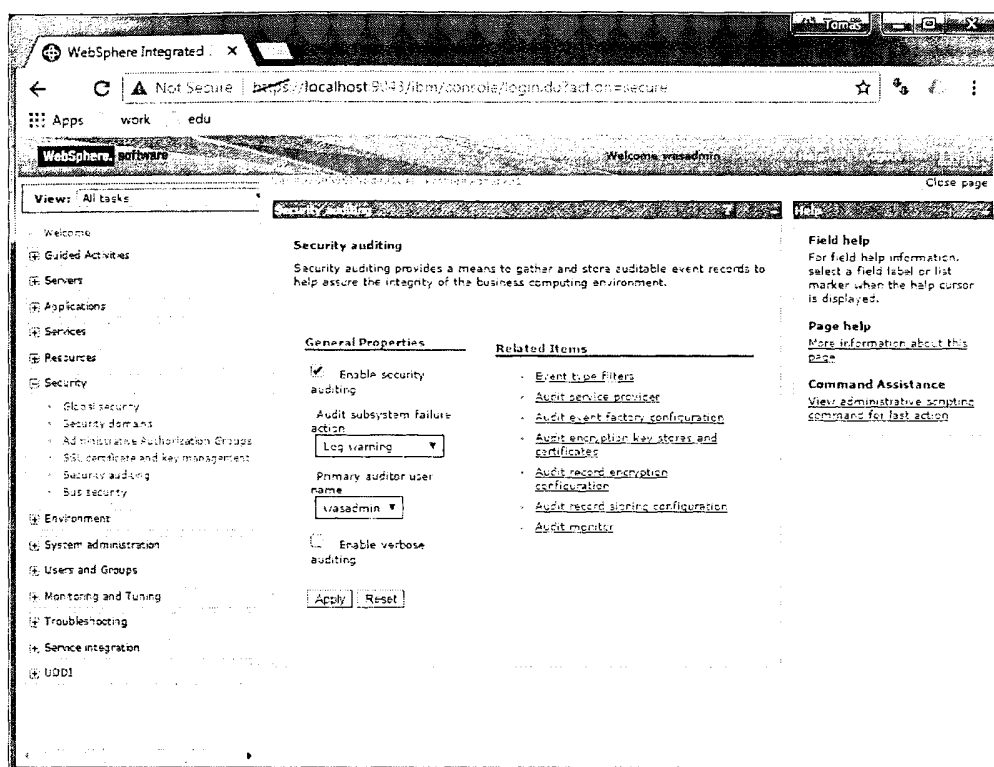 Tomáš
WebSphere Integrated
Not Secure https://localhost:9043/ibm/console/login.do?action=secure
Apps work edu
WebSphere. software
Welcome wasadmin
Close page
View: All tasks
Welcome
Guided Activities
Servers
Applications
Services
Resources
Security
Global security
Security domains
Administrative Authorization Groups
SSL certificate and key management
Security auditing
Bus security
Environment
System administration
Users and Groups
Monitoring and Tuning
Troubleshooting
Service integration
UDDI
Security auditing
Security auditing
Security auditing provides a means to gather and store auditable event records to
help assure the integrity of the business computing environment.
General Properties
Enable security
auditing
Audit subsystem failure
action
Log warning
Primary auditor user
name
wasadmin
Enable verbose
auditing
Apply Reset
Related Items
Event type filters
Audit service provider
Audit event factory configuration
Audit encryption key stores and
certificates
Audit record encryption
configuration
Audit record signing configuration
Audit monitor
Help
Field help
For field help information,
select a field label or list
marker when the help cursor
is displayed.
Page help
More information about this
page
Command Assistance
View administrative scripting
command for last action